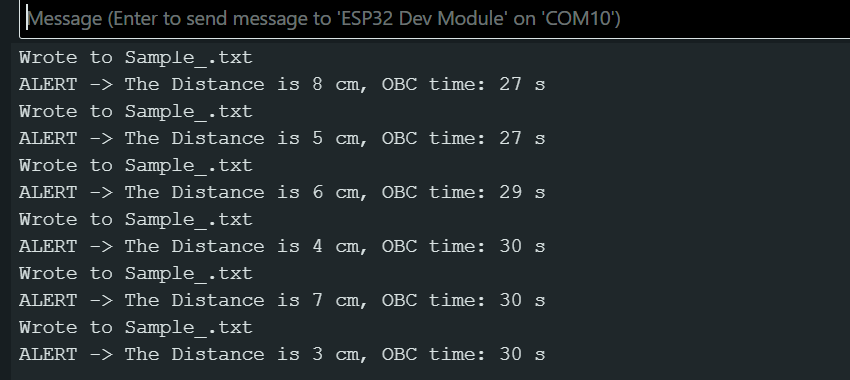 Message (Enter to send message to 'ESP32 Dev Module' on 'COM10')
Wrote to Sample_.txt
ALERT -> The Distance is 8 cm, OBC time: 27 s
Wrote to Sample_.txt
ALERT -> The Distance is 5 cm, OBC time: 27 s
Wrote to Sample_.txt
ALERT -> The Distance is 6 cm, OBC time: 29 s
Wrote to Sample_.txt
ALERT -> The Distance is 4 cm, OBC time: 30 s
Wrote to Sample_.txt
ALERT -> The Distance is 7 cm, OBC time: 30 s
Wrote to Sample_.txt
ALERT -> The Distance is 3 cm, OBC time: 30 s